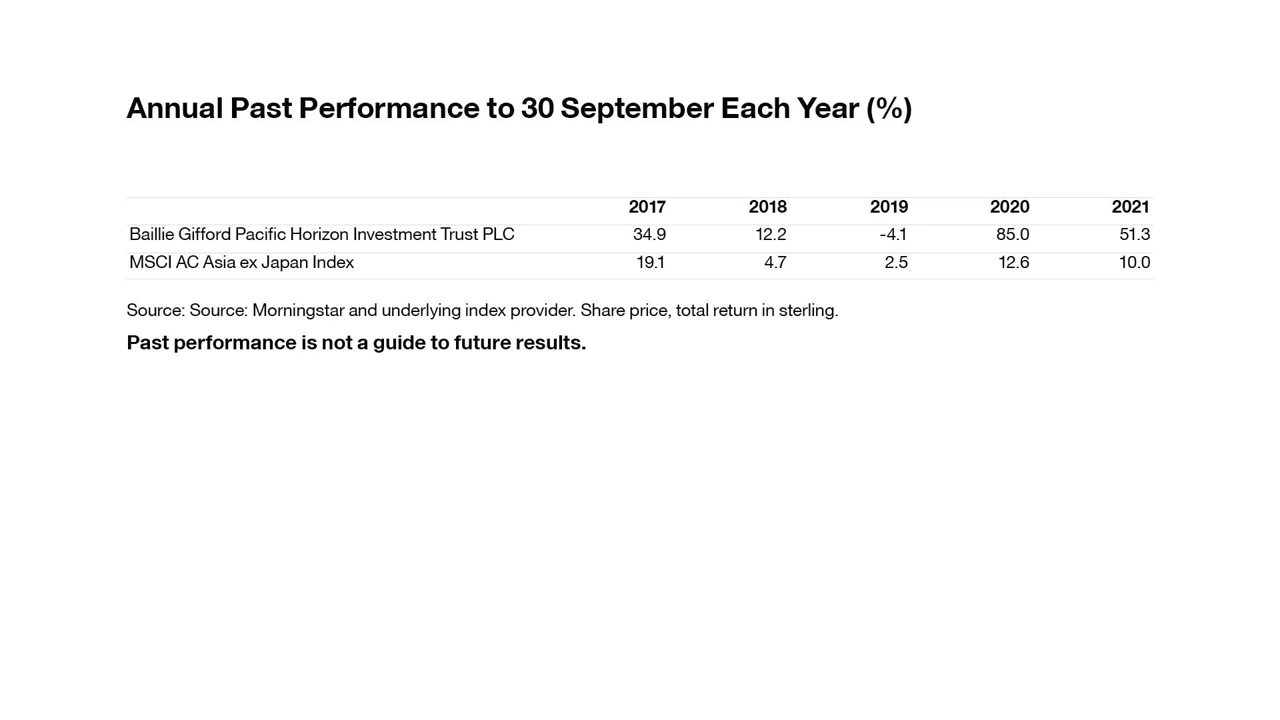 Annual Past Performance to 30 September Each Year (%)
2017 2018 2019 2020 2021
Baillie Gifford Pacific Horizon Investment Trust PLC 34.9 12.2 -4.1 85.0 51.3
MSCI AC Asia ex Japan Index 19.1 4.7 2.5 12.6 10.0
Source: Source: Morningstar and underlying index provider. Share price, total return in sterling.
Past performance is not a guide to future results.